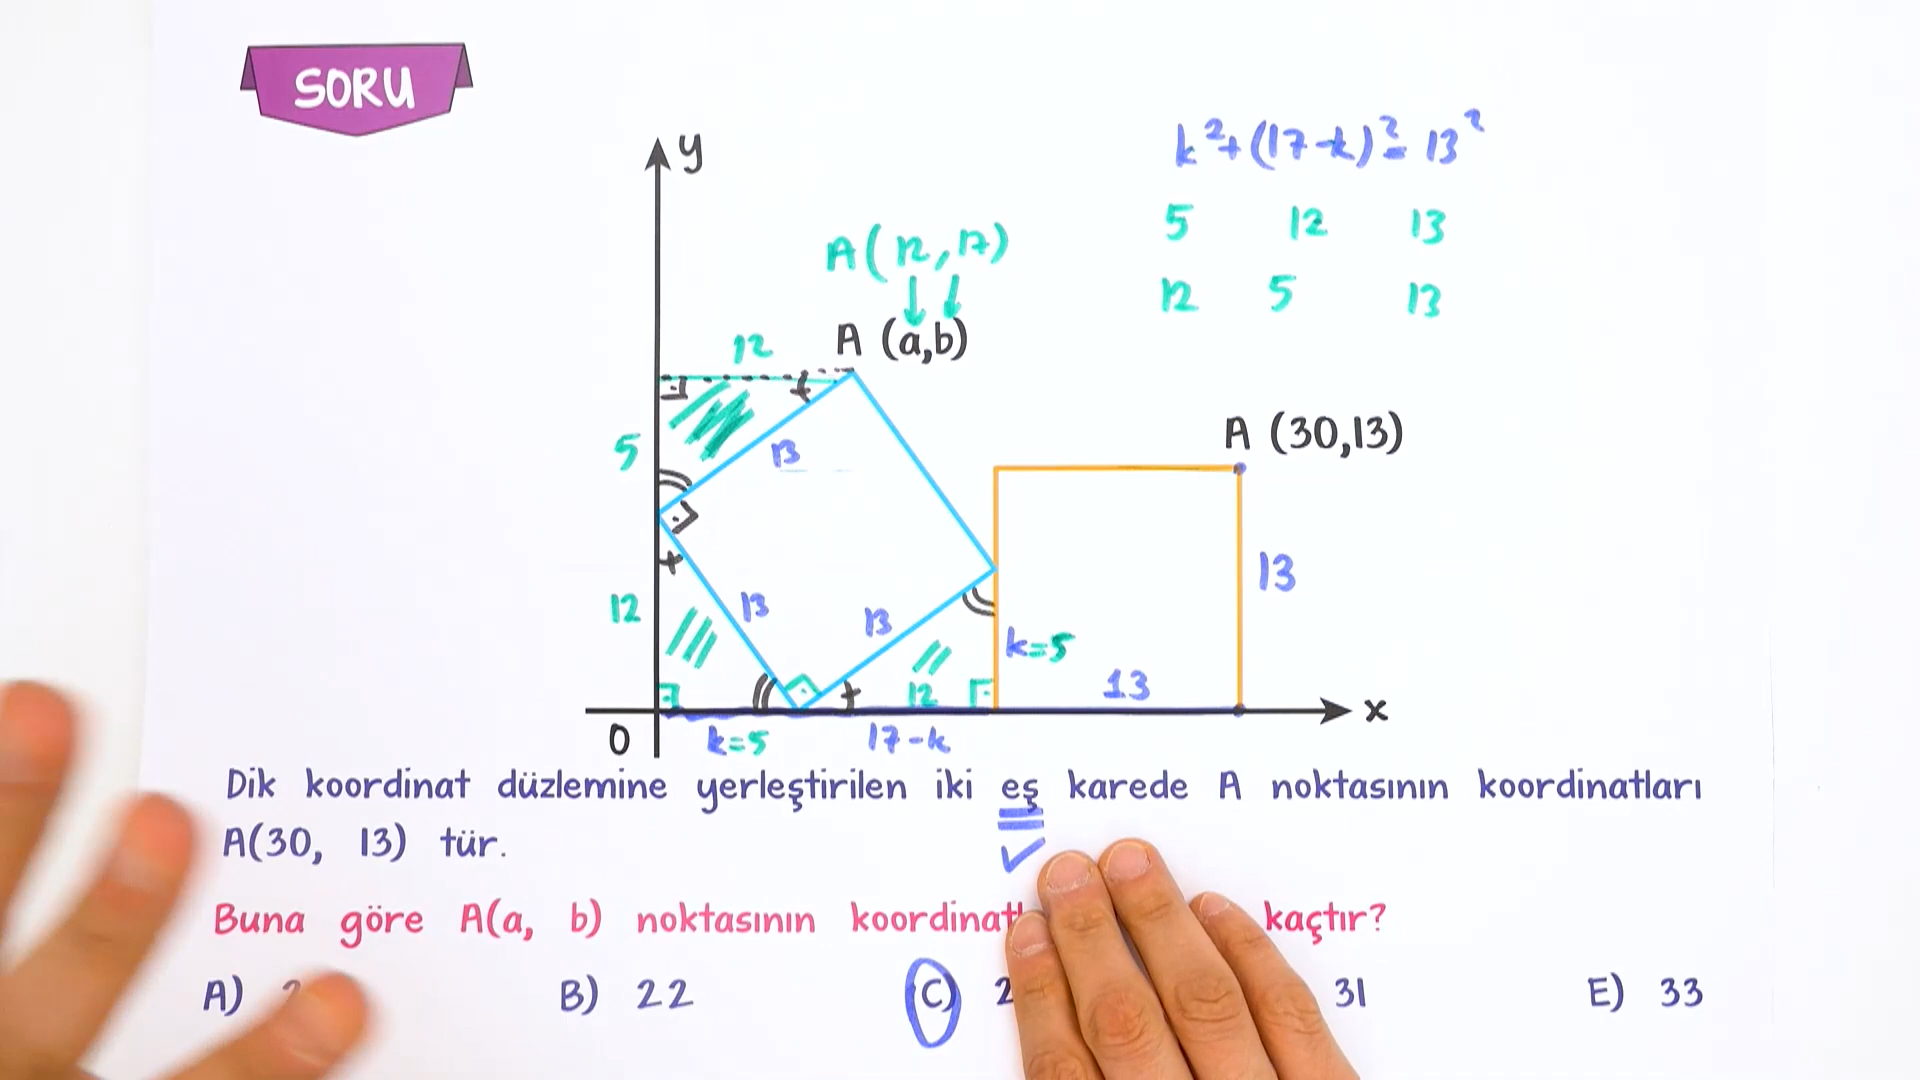 SORU
k²+(17-k)²=13²
5 12 13
12 5 13
y
A(12,17)
A (a,b)
12
5
13
A (30,13)
12
13
13
13
k=5
12
13
x
0
k=5
17-k
Dik koordinat düzlemine yerleştirilen iki eş karede A noktasının koordinatları
A(30, 13) tür.
Buna göre A(a, b) noktasının kaçtır?
A) B) 22 C) 31 E) 33